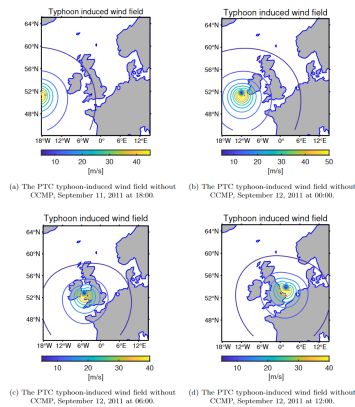 Typhoon induced wind field
64°N
60°N
56°N
52°N
48°N
18°W 12°W 6°W 0° 6°E 12°E
10 20 30 40
[m/s]
(a) The PTC typhoon-induced wind field without
CCMP, September 11, 2011 at 18:00.
Typhoon induced wind field
64°N
60°N
56°N
52°N
48°N
18°W 12°W 6°W 0° 6°E 12°E
10 20 30 40 50
[m/s]
(b) The PTC typhoon-induced wind field without
CCMP, September 12, 2011 at 00:00.
Typhoon induced wind field
64°N
60°N
56°N
52°N
48°N
18°W 12°W 6°W 0° 6°E 12°E
10 20 30 40
[m/s]
(c) The PTC typhoon-induced wind field without
CCMP, September 12, 2011 at 06:00.
Typhoon induced wind field
64°N
60°N
56°N
52°N
48°N
18°W 12°W 6°W 0° 6°E 12°E
10 20 30 40
[m/s]
(d) The PTC typhoon-induced wind field without
CCMP, September 12, 2011 at 12:00.